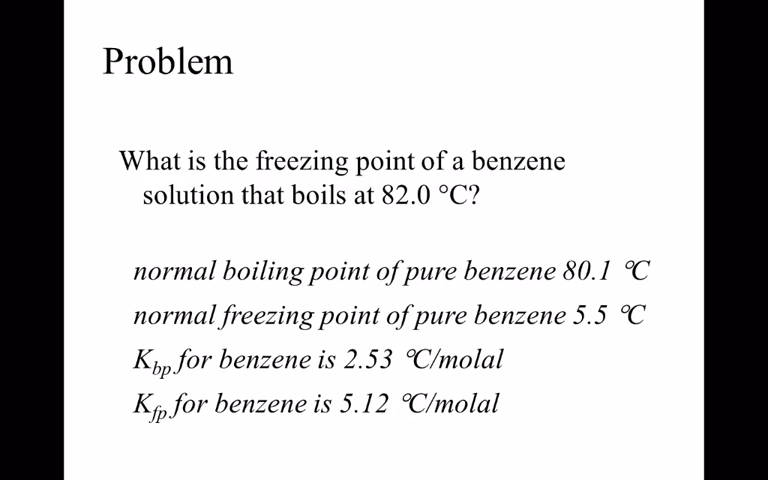 Problem
What is the freezing point of a benzene
solution that boils at 82.0 °C?
normal boiling point of pure benzene 80.1 °C
normal freezing point of pure benzene 5.5 °C
Kbp for benzene is 2.53 °C/molal
Kfp for benzene is 5.12 °C/molal